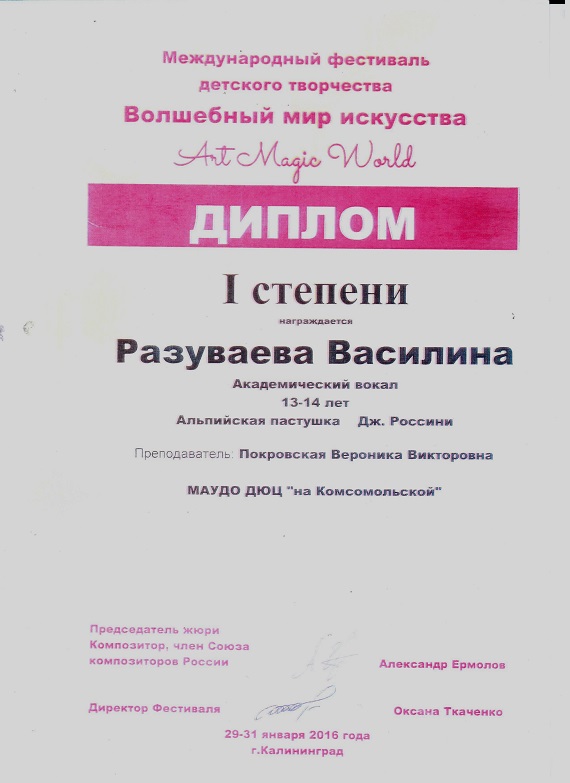 Международный фестиваль
детского творчества
Волшебный мир искусства
Art Magic World
ДИПЛОМ
I степени
награждается
Разуваева Василина
Академический вокал
13-14 лет
Альпийская пастушка Дж. Россини
Преподаватель: Покровская Вероника Викторовна
МАУДО ДЮЦ "на Комсомольской"
Председатель жюри
Композитор, член Союза
композиторов России
Александр Ермолов
Директор Фестиваля
Оксана Ткаченко
29-31 января 2016 года
г.Калининград